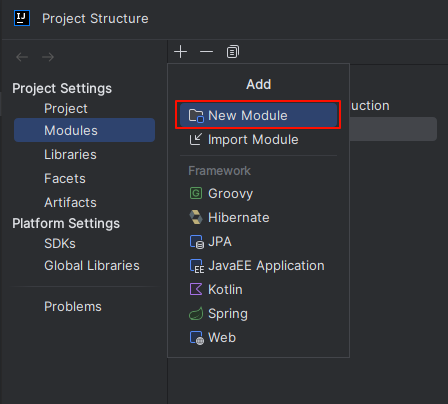 IJ
Project Structure
Add
Project Settings
Project
Modules
Libraries
Facets
Artifacts
Platform Settings
SDKs
Global Libraries
Problems
New Module
Import Module
Framework
Groovy
Hibernate
JPA
JavaEE Application
Kotlin
Spring
Web
uction